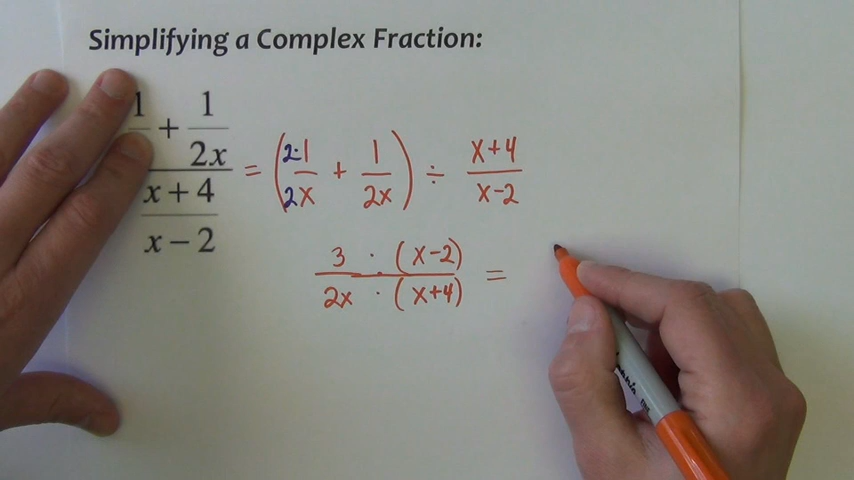 Simplifying a Complex Fraction:
1 + 1
2x
x + 4
x − 2
= (2·1 + 1) ÷ x+4
2x 2x x-2
3 · (x-2) =
2x · (x+4)